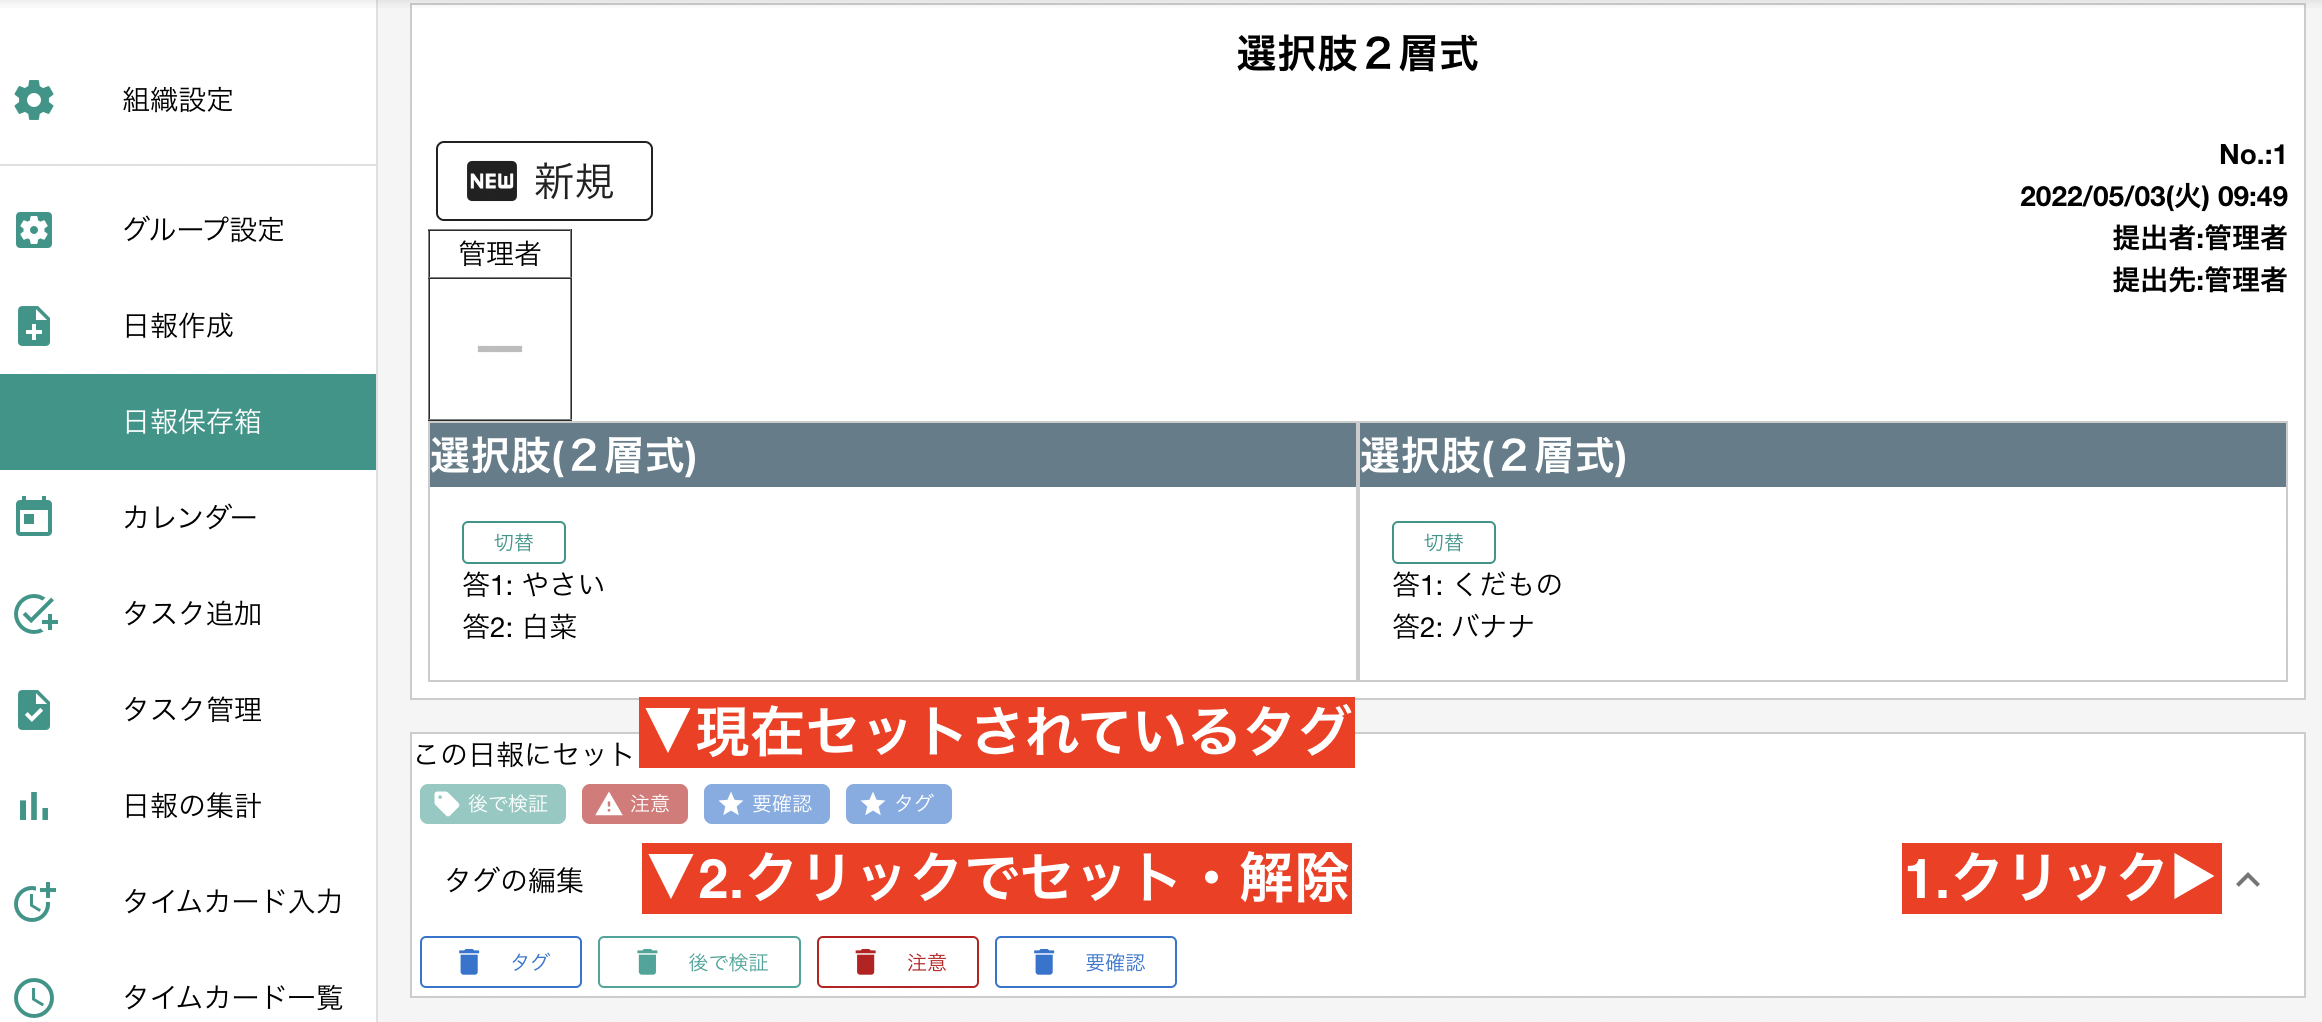 組織設定
グループ設定
日報作成
日報保存箱
カレンダー
タスク追加
タスク管理
日報の集計
タイムカード入力
タイムカード一覧
選択肢２層式
NEW 新規
No.:1
2022/05/03(火) 09:49
提出者:管理者
提出先:管理者
管理者
選択肢(２層式)
切替
答1: やさい
答2: 白菜
選択肢(２層式)
切替
答1: くだもの
答2: バナナ
▼現在セットされているタグ
この日報にセット
後で検証 注意 要確認 タグ
タグの編集
▼2.クリックでセット・解除
1.クリック▶
タグ 後で検証 注意 要確認